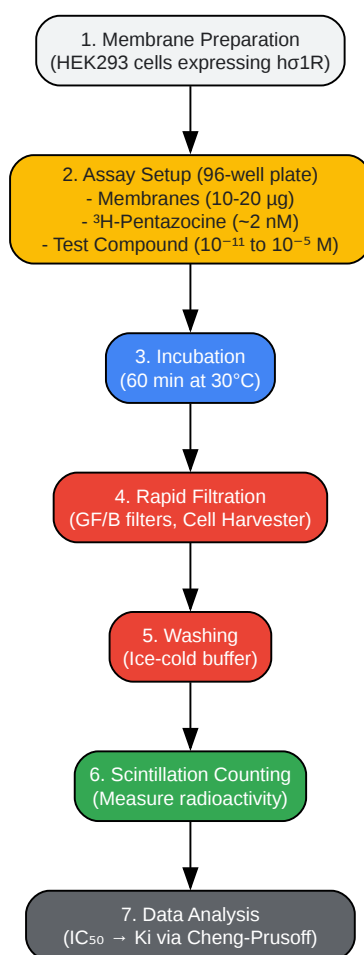 1. Membrane Preparation
(HEK293 cells expressing hσ1R)
2. Assay Setup (96-well plate)
- Membranes (10-20 µg)
- ³H-Pentazocine (~2 nM)
- Test Compound (10⁻¹¹ to 10⁻⁵ M)
3. Incubation
(60 min at 30°C)
4. Rapid Filtration
(GF/B filters, Cell Harvester)
5. Washing
(Ice-cold buffer)
6. Scintillation Counting
(Measure radioactivity)
7. Data Analysis
(IC₅₀ → Ki via Cheng-Prusoff)